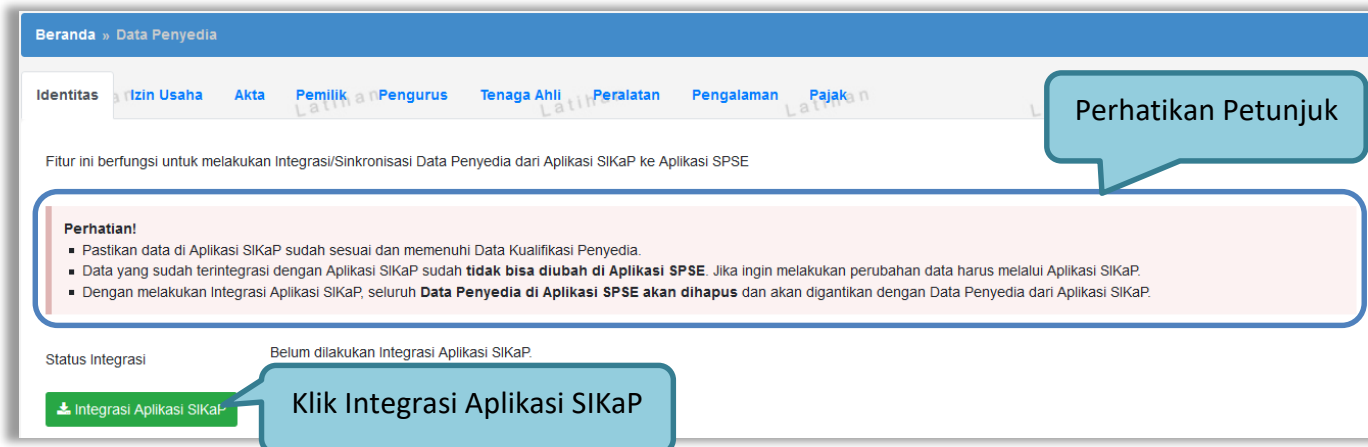 Beranda » Data Penyedia
Identitas Izin Usaha Akta Pemilik Pengurus Tenaga Ahli Peralatan Pengalaman Pajak
Latihan Latihan Latihan
Perhatikan Petunjuk
Fitur ini berfungsi untuk melakukan Integrasi/Sinkronisasi Data Penyedia dari Aplikasi SIKaP ke Aplikasi SPSE
Perhatian!
▪ Pastikan data di Aplikasi SIKaP sudah sesuai dan memenuhi Data Kualifikasi Penyedia.
▪ Data yang sudah terintegrasi dengan Aplikasi SIKaP sudah tidak bisa diubah di Aplikasi SPSE. Jika ingin melakukan perubahan data harus melalui Aplikasi SIKaP.
▪ Dengan melakukan Integrasi Aplikasi SIKaP, seluruh Data Penyedia di Aplikasi SPSE akan dihapus dan akan digantikan dengan Data Penyedia dari Aplikasi SIKaP.
Status Integrasi Belum dilakukan Integrasi Aplikasi SIKaP.
Integrasi Aplikasi SIKaP
Klik Integrasi Aplikasi SIKaP